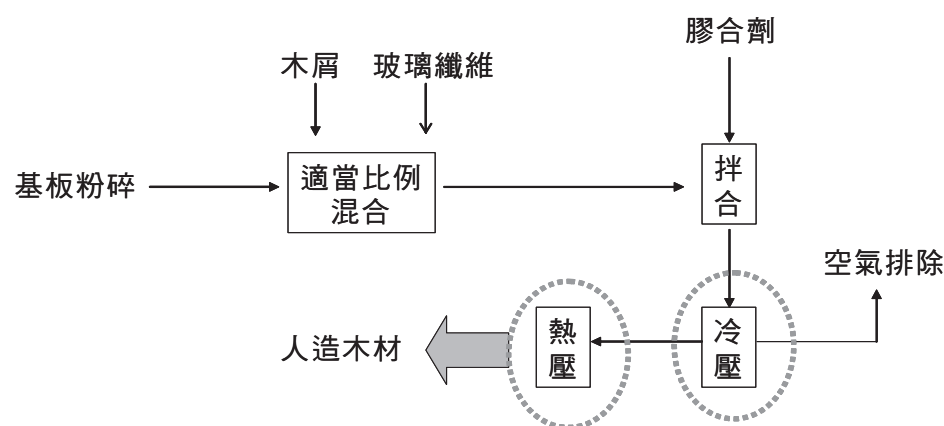 膠合劑
木屑
玻璃纖維
基板粉碎
適當比例
混合
拌
合
空氣排除
人造木材
熱
壓
冷
壓